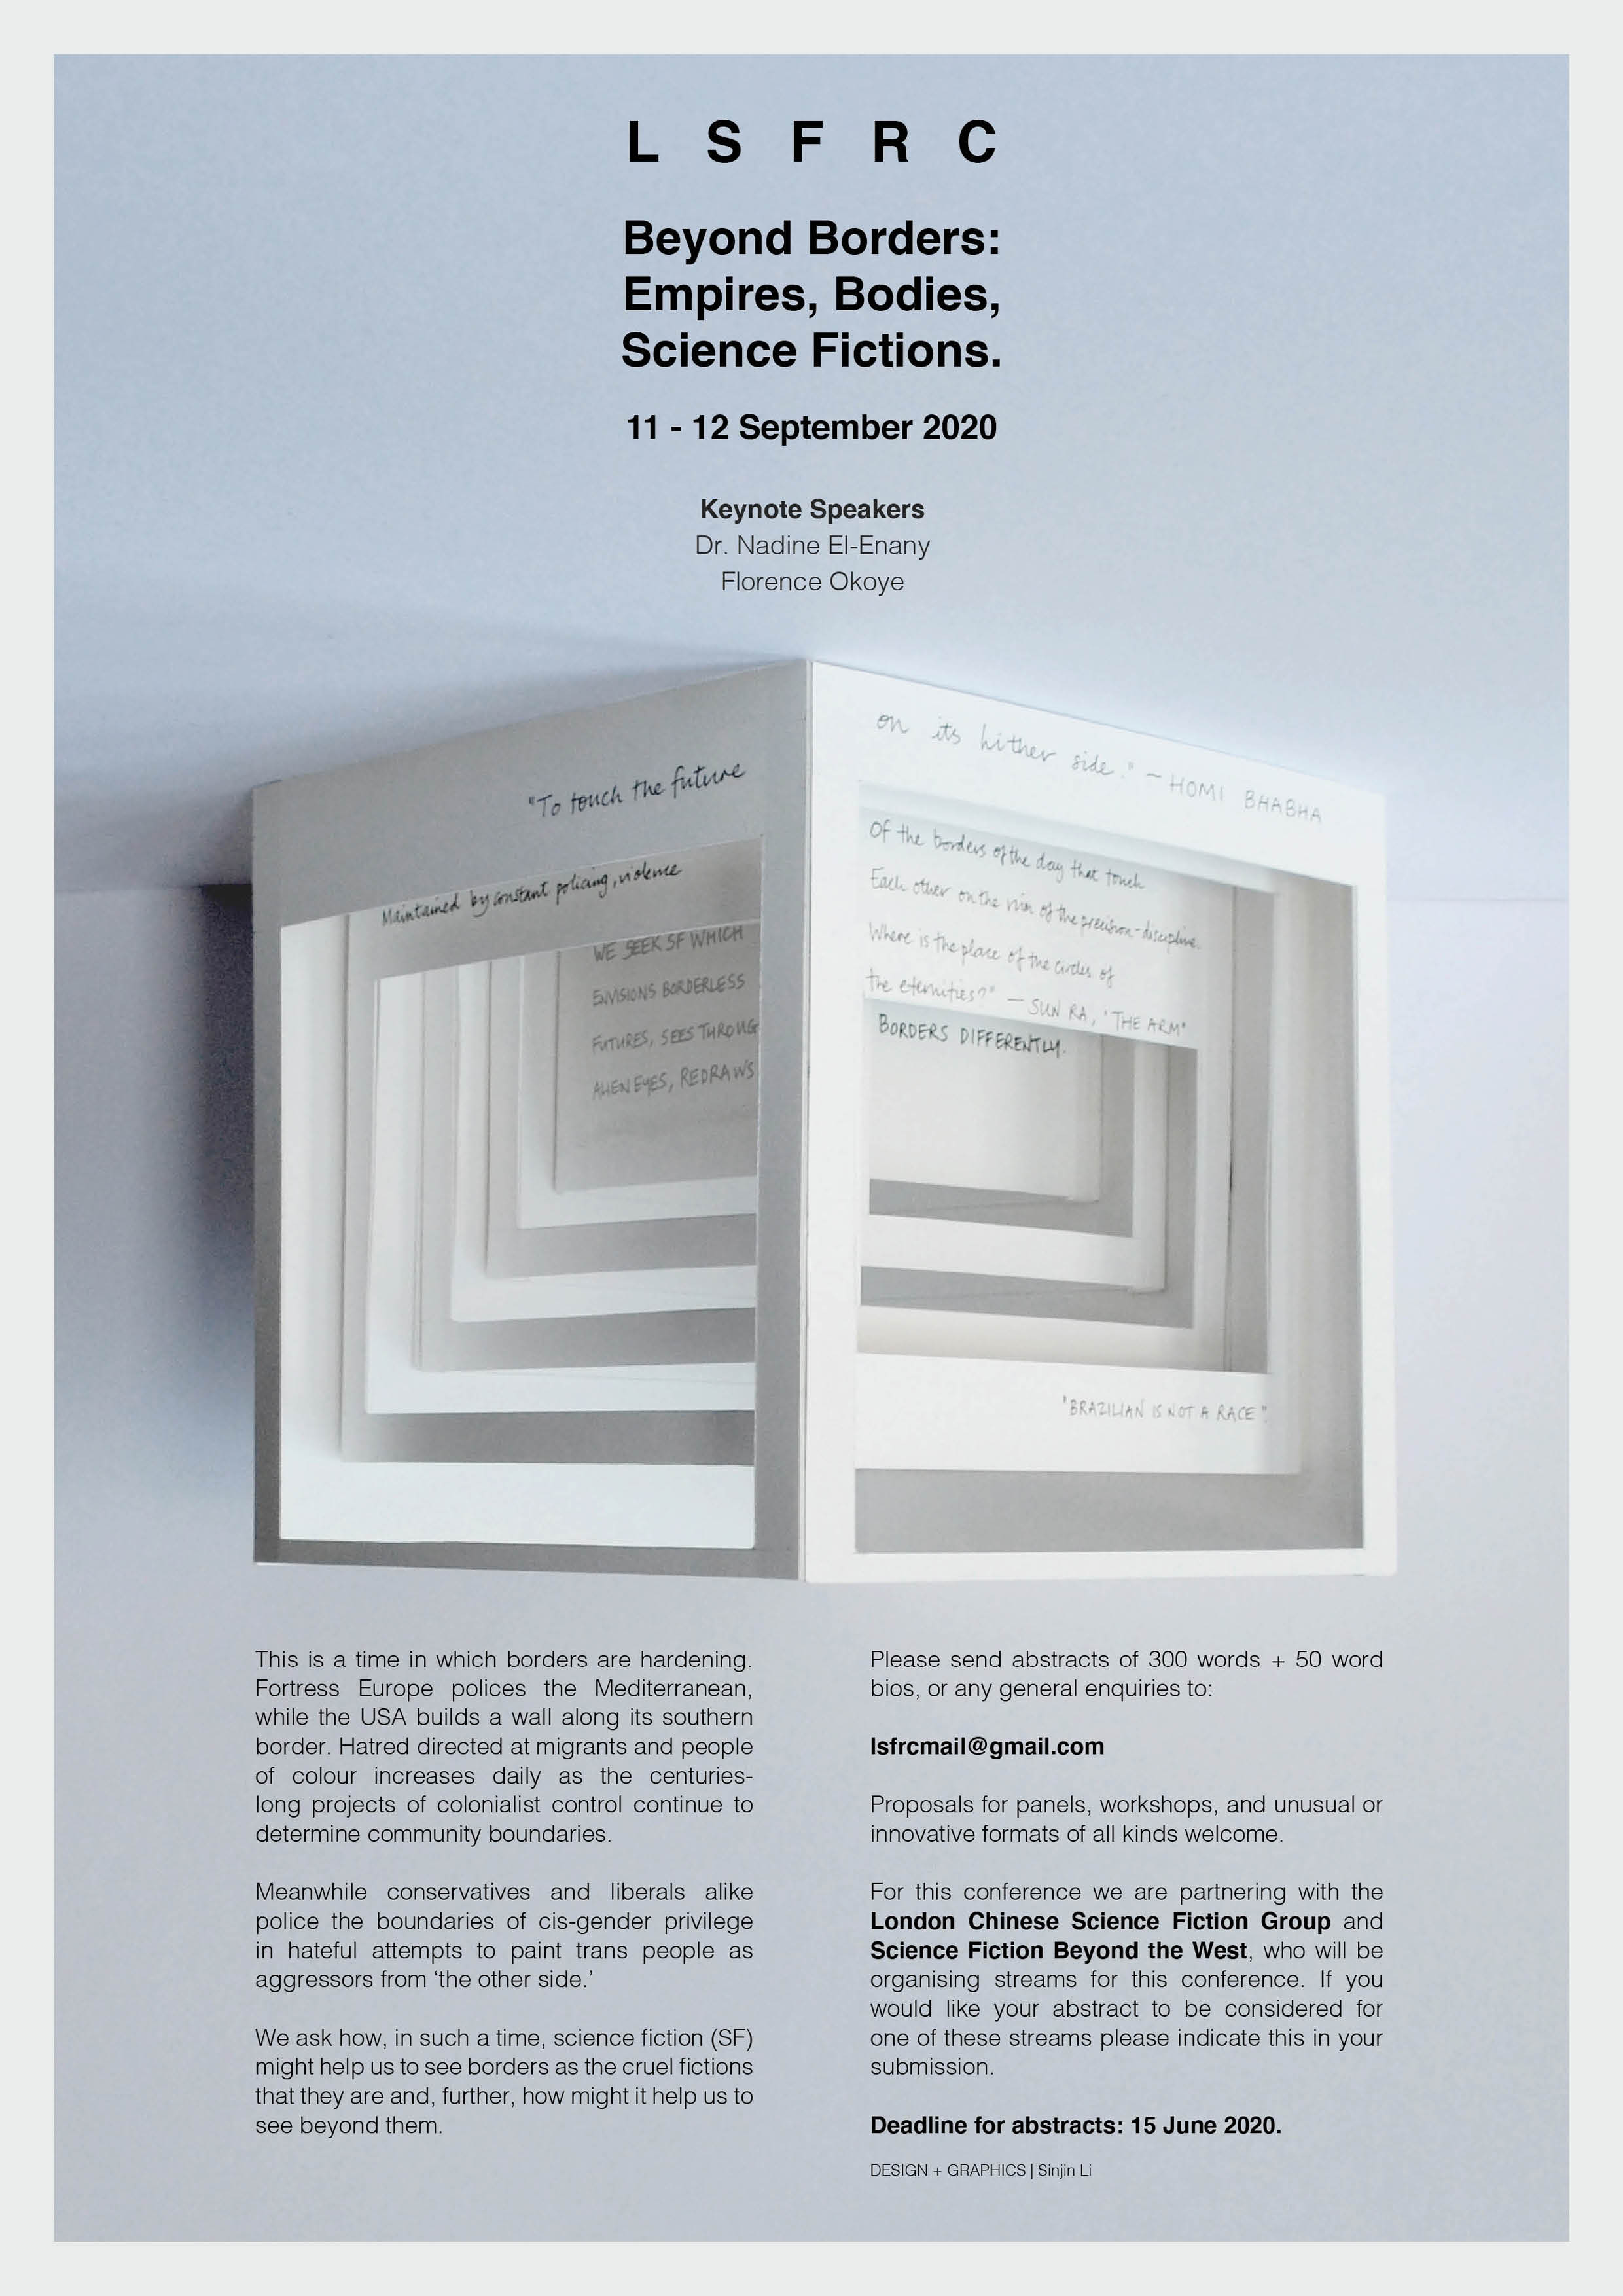 L S F R C
Beyond Borders:
Empires, Bodies,
Science Fictions.
11 - 12 September 2020
Keynote Speakers
Dr. Nadine El-Enany
Florence Okoye
"To touch the future
on its hither side." — HOMI BHABHA
Maintained by constant policing, violence
Of the borders of the day that touch
Each other on the rim of the precision-discipline.
Where is the place of the circles of
the eternities?" — SUN RA, 'THE ARM"
WE SEEK SF WHICH
ENVISIONS BORDERLESS
FUTURES, SEES THROUG
ALIEN EYES, REDRAWS
BORDERS DIFFERENTLY.
"BRAZILIAN IS NOT A RACE".
This is a time in which borders are hardening.
Fortress Europe polices the Mediterranean,
while the USA builds a wall along its southern
border. Hatred directed at migrants and people
of colour increases daily as the centuries-
long projects of colonialist control continue to
determine community boundaries.
Meanwhile conservatives and liberals alike
police the boundaries of cis-gender privilege
in hateful attempts to paint trans people as
aggressors from ‘the other side.’
We ask how, in such a time, science fiction (SF)
might help us to see borders as the cruel fictions
that they are and, further, how might it help us to
see beyond them.
Please send abstracts of 300 words + 50 word
bios, or any general enquiries to:
lsfrcmail@gmail.com
Proposals for panels, workshops, and unusual or
innovative formats of all kinds welcome.
For this conference we are partnering with the
London Chinese Science Fiction Group and
Science Fiction Beyond the West, who will be
organising streams for this conference. If you
would like your abstract to be considered for
one of these streams please indicate this in your
submission.
Deadline for abstracts: 15 June 2020.
DESIGN + GRAPHICS | Sinjin Li